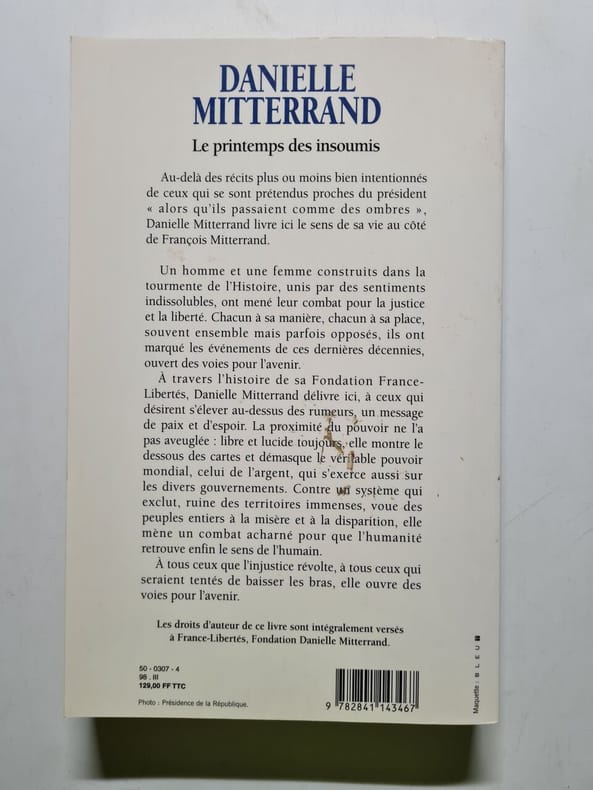 DANIELLE
MITTERRAND
Le printemps des insoumis
Au-delà des récits plus ou moins bien intentionnés
de ceux qui se sont prétendus proches du président
« alors qu'ils passaient comme des ombres »,
Danielle Mitterrand livre ici le sens de sa vie au côté
de François Mitterrand.
Un homme et une femme construits dans la
tourmente de l'Histoire, unis par des sentiments
indissolubles, ont mené leur combat pour la justice
et la liberté. Chacun à sa manière, chacun à sa place,
souvent ensemble mais parfois opposés, ils ont
marqué les événements de ces dernières décennies,
ouvert des voies pour l'avenir.
À travers l'histoire de sa Fondation France-
Libertés, Danielle Mitterrand délivre ici, à ceux qui
désirent s'élever au-dessus des rumeurs, un message
de paix et d'espoir. La proximité du pouvoir ne l'a
pas aveuglée : libre et lucide toujours, elle montre le
dessous des cartes et démasque le véritable pouvoir
mondial, celui de l'argent, qui s'exerce aussi sur
les divers gouvernements. Contre un système qui
exclut, ruine des territoires immenses, voue des
peuples entiers à la misère et à la disparition, elle
mène un combat acharné pour que l'humanité
retrouve enfin le sens de l'humain.
À tous ceux que l'injustice révolte, à tous ceux qui
seraient tentés de baisser les bras, elle ouvre des
voies pour l'avenir.
Les droits d'auteur de ce livre sont intégralement versés
à France-Libertés, Fondation Danielle Mitterrand.
50 - 0307 - 4
98 . III
129,00 FF TTC
Photo : Présidence de la République.
9 782841 143467
Maquette : BLEUT